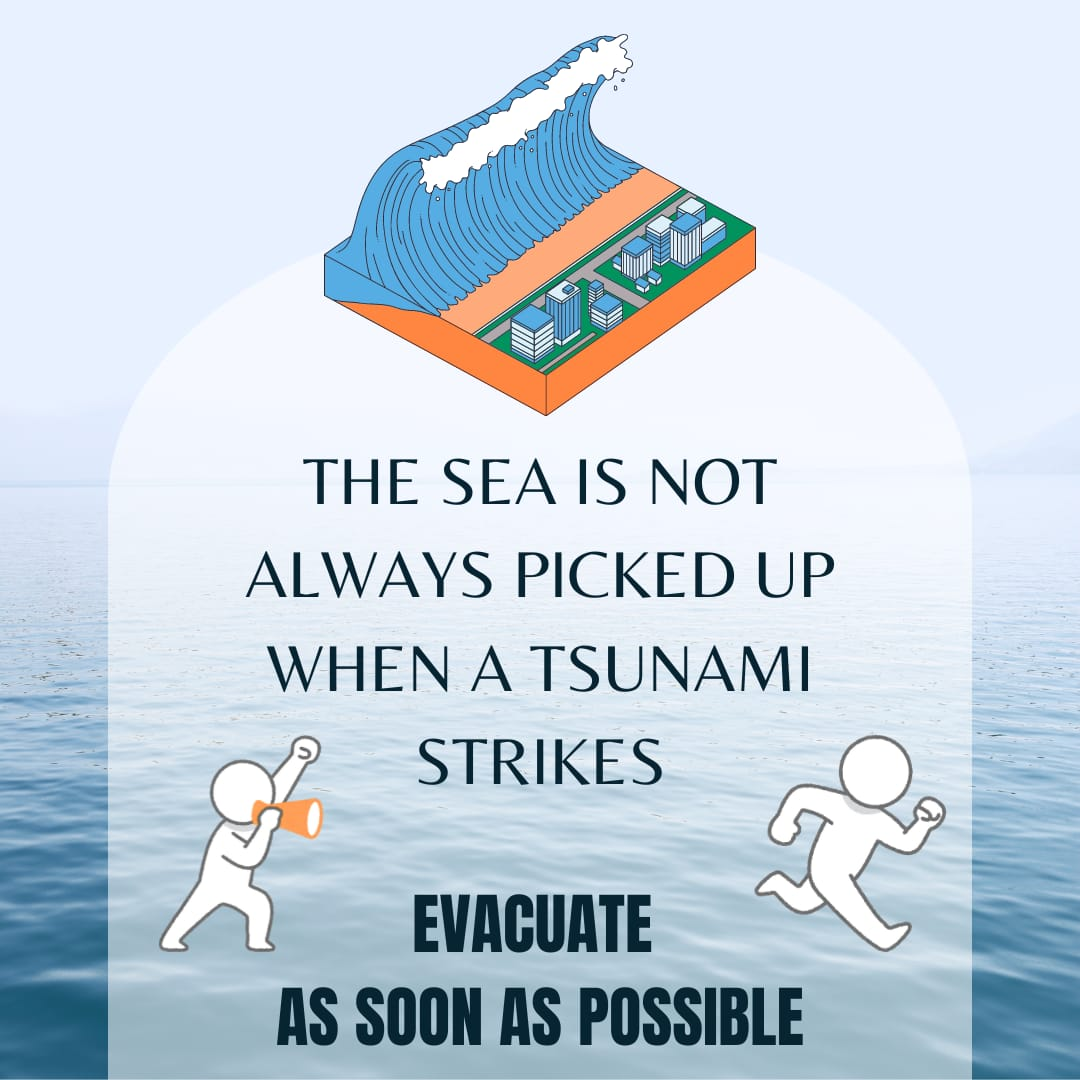 THE SEA IS NOT
ALWAYS PICKED UP
WHEN A TSUNAMI
STRIKES
EVACUATE
AS SOON AS POSSIBLE